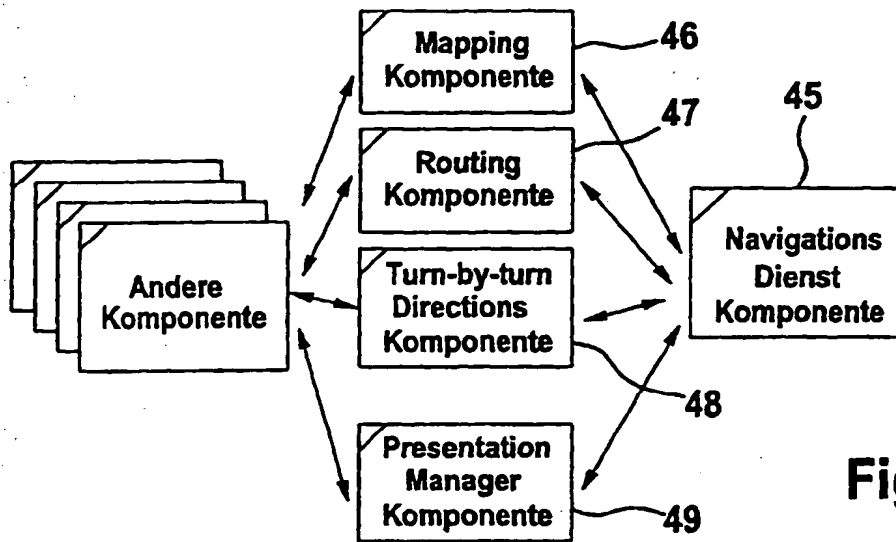 Mapping
Komponente
46
47
Routing
Komponente
45
Andere
Komponente
Turn-by-turn
Directions
Komponente
Navigations
Dienst
Komponente
48
Presentation
Manager
Komponente
49
Fig